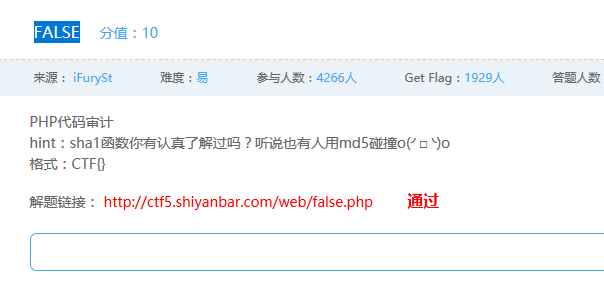 FALSE 分值：10
来源： iFurySt 难度：易 参与人数：4266人 Get Flag：1929人 答题人数
PHP代码审计
hint：sha1函数你有认真了解过吗？听说也有人用md5碰撞o(╯□╰)o
格式：CTF{}
解题链接： http://ctf5.shiyanbar.com/web/false.php 通过